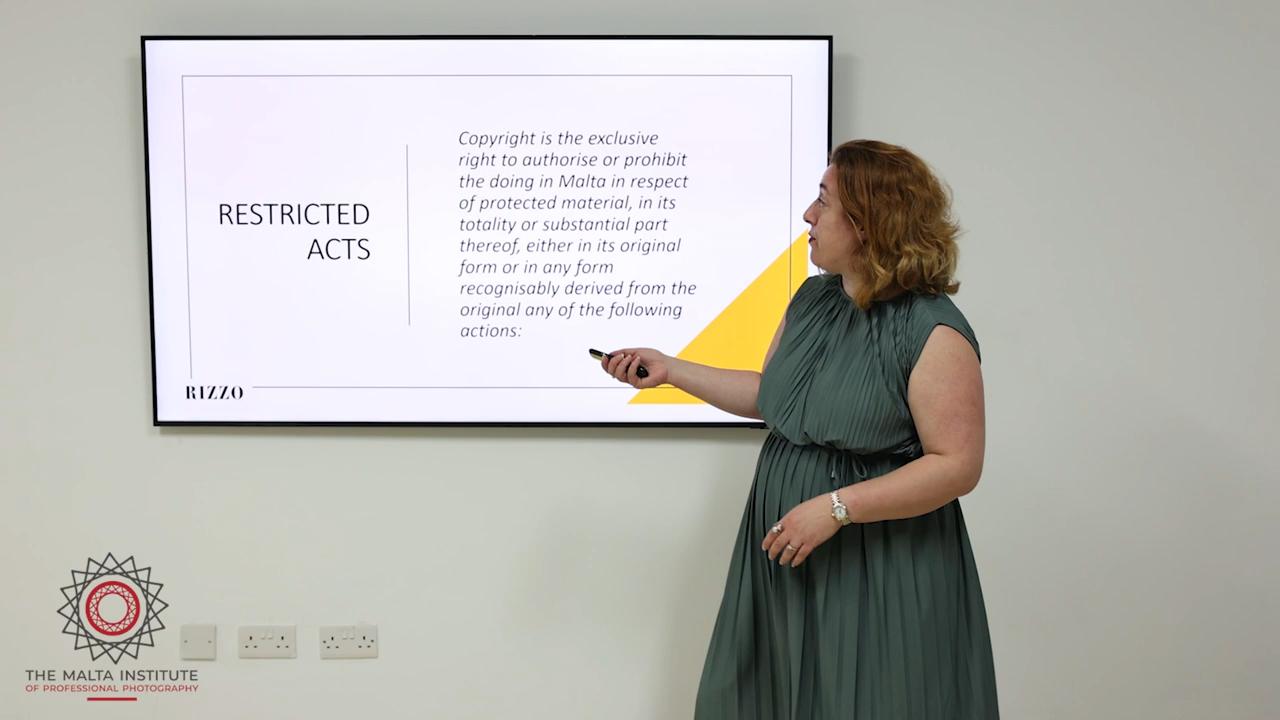 RESTRICTED
ACTS
Copyright is the exclusive
right to authorise or prohibit
the doing in Malta in respect
of protected material, in its
totality or substantial part
thereof, either in its original
form or in any form
recognisably derived from the
original any of the following
actions:
RIZZO
THE MALTA INSTITUTE
OF PROFESSIONAL PHOTOGRAPHY